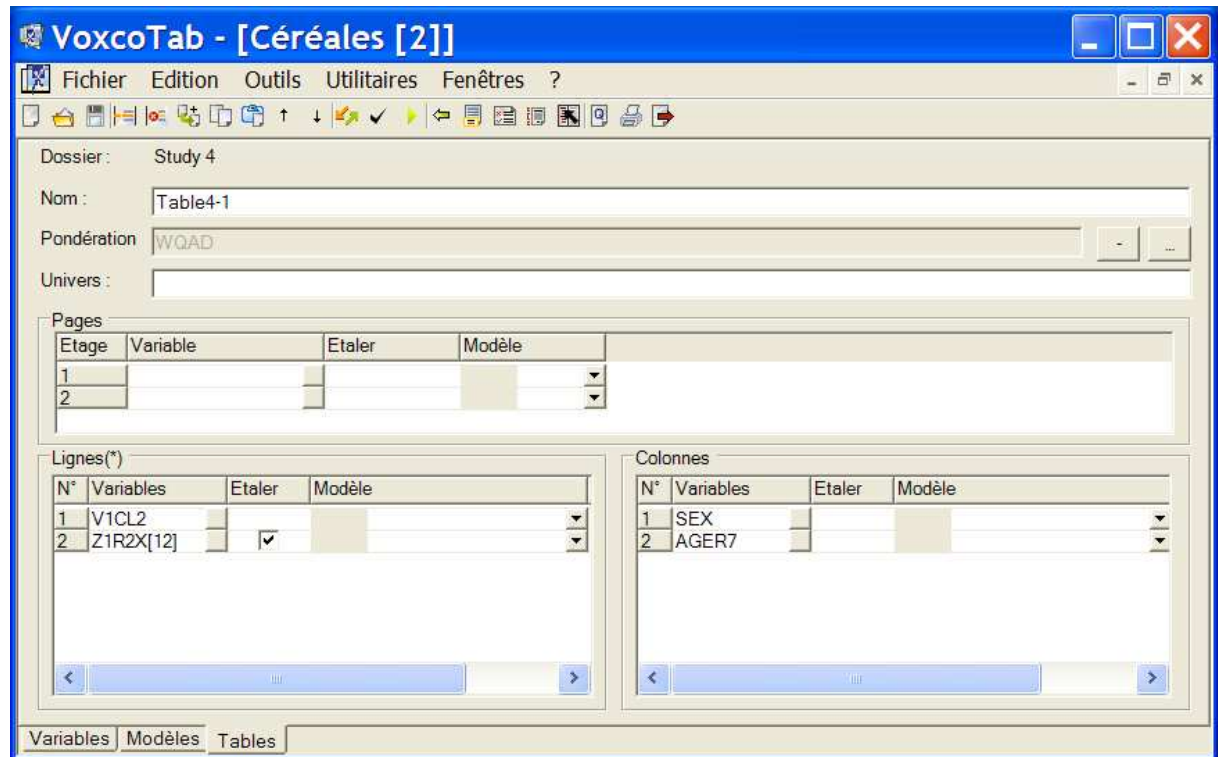 VoxcoTab - [Céréales [2]]
Fichier Edition Outils Utilitaires Fenêtres ?
Dossier : Study 4
Nom : Table4-1
Pondération WQAD - ...
Univers :
Pages
Etage Variable Etaler Modèle
1
2
Lignes(*)
N° Variables Etaler Modèle
1 V1CL2
2 Z1R2X[12]
Colonnes
N° Variables Etaler Modèle
1 SEX
2 AGER7
Variables Modèles Tables